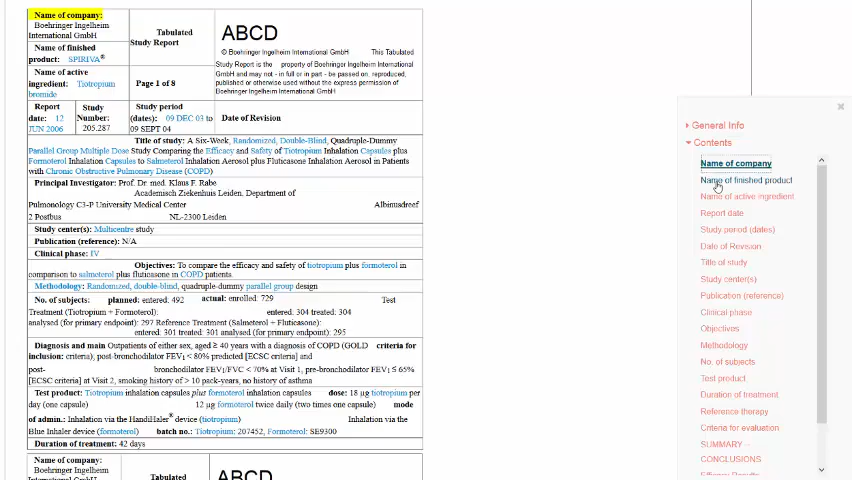 Name of company:
Boehringer Ingelheim
International GmbH
Name of finished
product: SPIRIVA®
Name of active
ingredient: Tiotropium
bromide
Tabulated
Study Report
Page 1 of 8
ABCD
© Boehringer Ingelheim International GmbH This Tabulated
Study Report is the property of Boehringer Ingelheim International
GmbH and may not - in full or in part - be passed on, reproduced,
published or otherwise used without the express permission of
Boehringer Ingelheim International GmbH.
Report
date: 12
JUN 2006
Study
Number:
205.287
Study period
(dates): 09 DEC 03 to
09 SEPT 04
Date of Revision
Title of study: A Six-Week, Randomized, Double-Blind, Quadruple-Dummy
Parallel Group Multiple Dose Study Comparing the Efficacy and Safety of Tiotropium Inhalation Capsules plus
Formoterol Inhalation Capsules to Salmeterol Inhalation Aerosol plus Fluticasone Inhalation Aerosol in Patients
with Chronic Obstructive Pulmonary Disease (COPD)
Principal Investigator: Prof. Dr. med. Klaus F. Rabe
Academisch Ziekenhuis Leiden, Department of
Pulmonology C3-P University Medical Center Albinusdreef
2 Postbus NL-2300 Leiden
Study center(s): Multicentre study
Publication (reference): N/A
Clinical phase: IV
Objectives: To compare the efficacy and safety of tiotropium plus formoterol in
comparison to salmeterol plus fluticasone in COPD patients.
Methodology: Randomized, double-blind, quadruple-dummy parallel group design
No. of subjects: planned: entered: 492 actual: enrolled: 729 Test
Treatment (Tiotropium + Formoterol): entered: 304 treated: 304
analysed (for primary endpoint): 297 Reference Treatment (Salmeterol + Fluticasone):
entered: 301 treated: 301 analysed (for primary endpoint): 295
Diagnosis and main Outpatients of either sex, aged ≥ 40 years with a diagnosis of COPD (GOLD criteria for
inclusion: criteria), post-bronchodilator FEV1 < 80% predicted [ECSC criteria] and
post- bronchodilator FEV1/FVC < 70% at Visit 1, pre-bronchodilator FEV1 ≤ 65%
[ECSC criteria] at Visit 2, smoking history of > 10 pack-years, no history of asthma
Test product: Tiotropium inhalation capsules plus formoterol inhalation capsules dose: 18 µg tiotropium per
day (one capsule) 12 µg formoterol twice daily (two times one capsule) mode
of admin.: Inhalation via the HandiHaler® device (tiotropium) Inhalation via the
Blue Inhaler device (formoterol) batch no.: Tiotropium: 207452, Formoterol: SE9300
Duration of treatment: 42 days
Name of company:
Boehringer Ingelheim
Tabulated
ABCD
General Info
Contents
Name of company
Name of finished product
Name of active ingredient
Report date
Study period (dates)
Date of Revision
Title of study
Study center(s)
Publication (reference)
Clinical phase
Objectives
Methodology
No. of subjects
Test product
Duration of treatment
Reference therapy
Criteria for evaluation
SUMMARY –
CONCLUSIONS
Efficacy Results